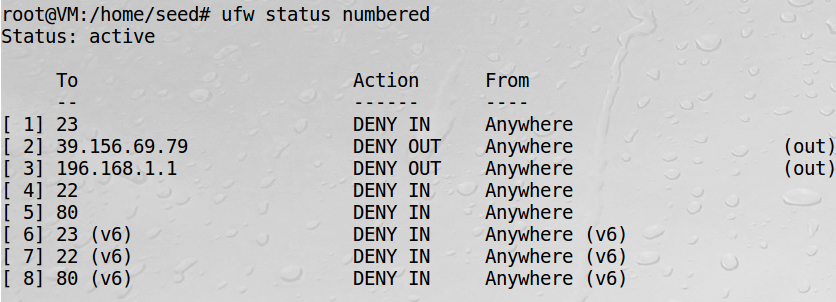 root@VM:/home/seed# ufw status numbered
Status: active
To Action From
-- ------ ----
[ 1] 23 DENY IN Anywhere
[ 2] 39.156.69.79 DENY OUT Anywhere (out)
[ 3] 196.168.1.1 DENY OUT Anywhere (out)
[ 4] 22 DENY IN Anywhere
[ 5] 80 DENY IN Anywhere
[ 6] 23 (v6) DENY IN Anywhere (v6)
[ 7] 22 (v6) DENY IN Anywhere (v6)
[ 8] 80 (v6) DENY IN Anywhere (v6)